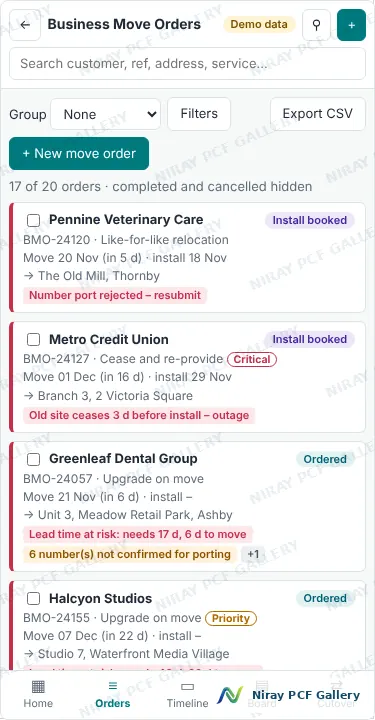 ← Business Move Orders Demo data +
Search customer, ref, address, service...
Group None Filters Export CSV
+ New move order
17 of 20 orders · completed and cancelled hidden
Pennine Veterinary Care Install booked
BMO-24120 · Like-for-like relocation
Move 20 Nov (in 5 d) · install 18 Nov
→ The Old Mill, Thornby
Number port rejected – resubmit
Metro Credit Union Install booked
BMO-24127 · Cease and re-provide Critical
Move 01 Dec (in 16 d) · install 29 Nov
→ Branch 3, 2 Victoria Square
Old site ceases 3 d before install – outage
Greenleaf Dental Group Ordered
BMO-24057 · Upgrade on move
Move 21 Nov (in 6 d) · install –
→ Unit 3, Meadow Retail Park, Ashby
Lead time at risk: needs 17 d, 6 d to move
6 number(s) not confirmed for porting +1
Halcyon Studios Ordered
BMO-24155 · Upgrade on move Priority
Move 07 Dec (in 22 d) · install –
→ Studio 7, Waterfront Media Village
Home Orders Timeline Board Cutover
Niray PCF Gallery